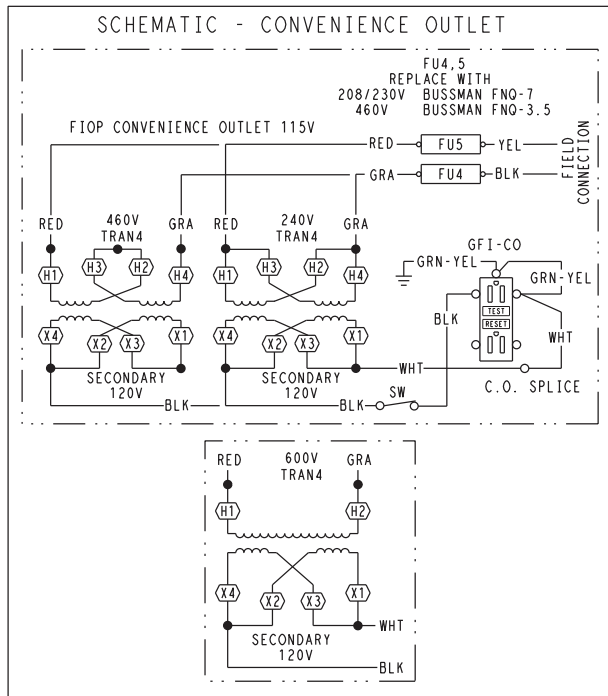 SCHEMATIC - CONVENIENCE OUTLET
FU4,5
REPLACE WITH
208/230V BUSSMAN FNQ-7
460V BUSSMAN FNQ-3.5
FIOP CONVENIENCE OUTLET 115V
RED FU5 YEL
GRA FU4 BLK
FIELD CONNECTION
RED 460V TRAN4 GRA
H1 H3 H2 H4
X4 X2 X3 X1
SECONDARY
120V
BLK
RED 240V TRAN4 GRA
H1 H3 H2 H4
X4 X2 X3 X1
SECONDARY
120V
BLK
SW
WHT
GFI-CO
GRN-YEL
GRN-YEL
BLK
TEST
RESET
WHT
C.O. SPLICE
RED 600V TRAN4 GRA
H1 H2
X4 X2 X3 X1
WHT
SECONDARY
120V
BLK